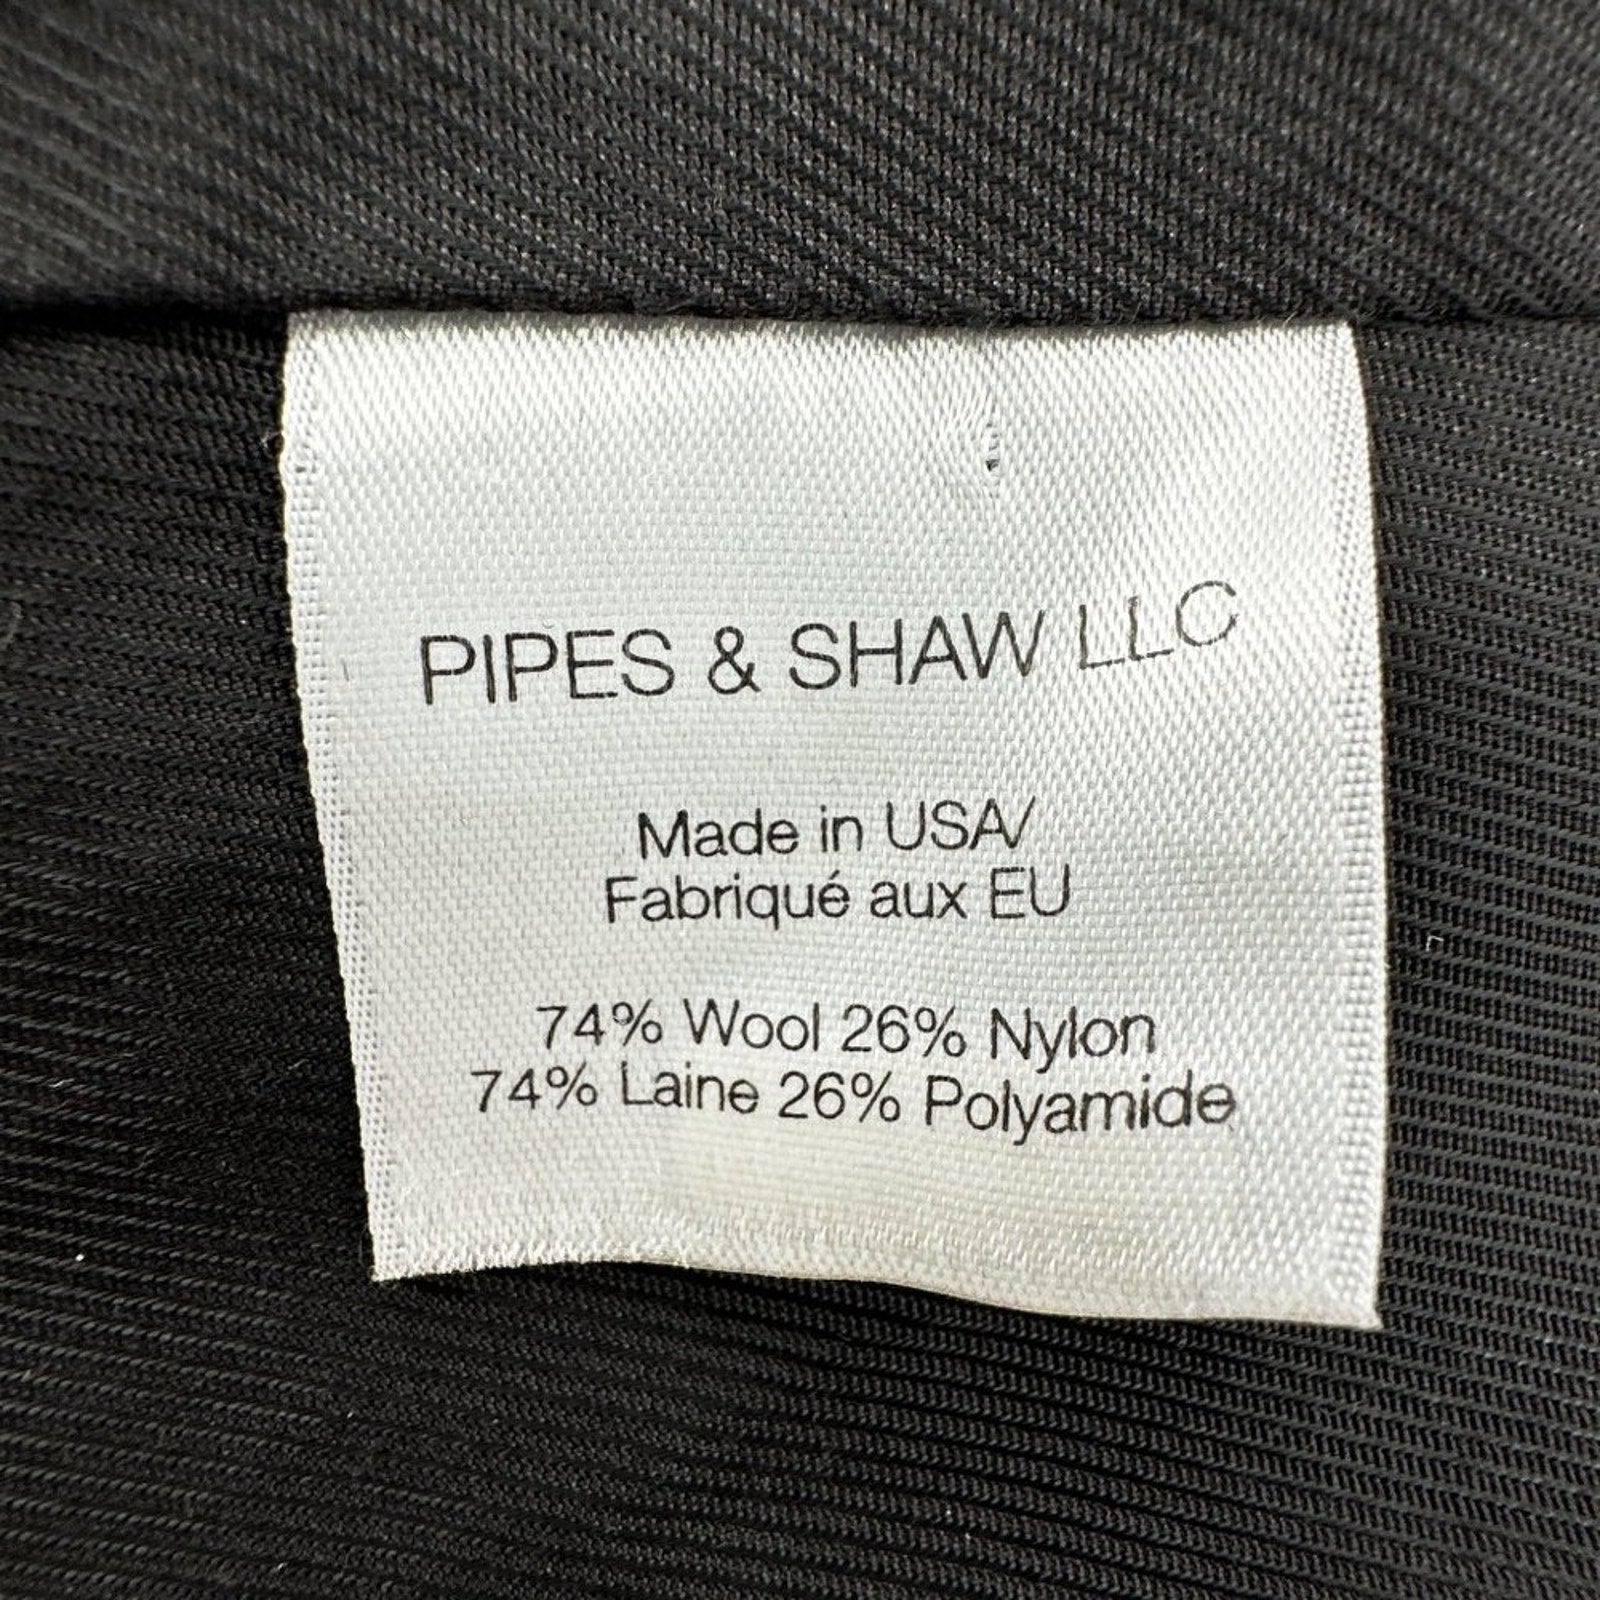 PIPES & SHAW LLC
Made in USA/
Fabriqué aux EU
74% Wool 26% Nylon
74% Laine 26% Polyamide